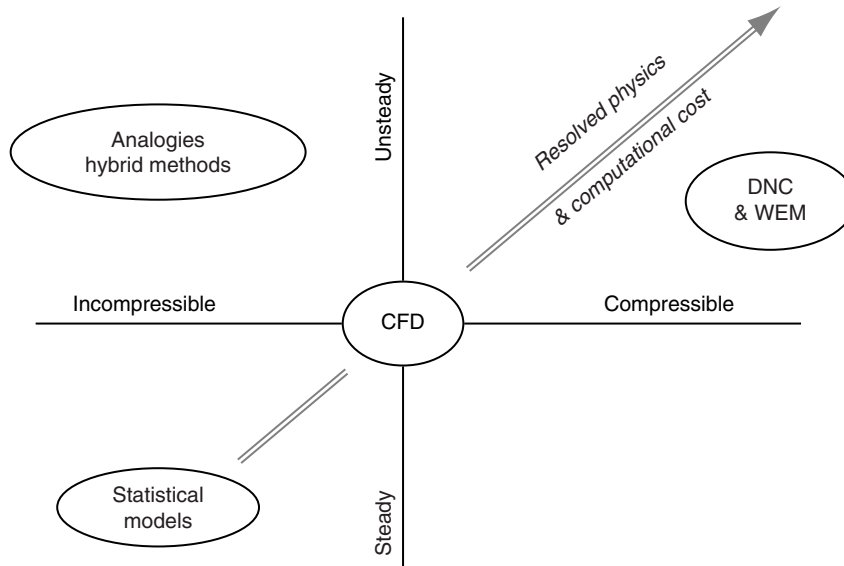 Unsteady
Resolved physics
& computational cost
Analogies
hybrid methods
DNC
& WEM
Incompressible
CFD
Compressible
Statistical
models
Steady